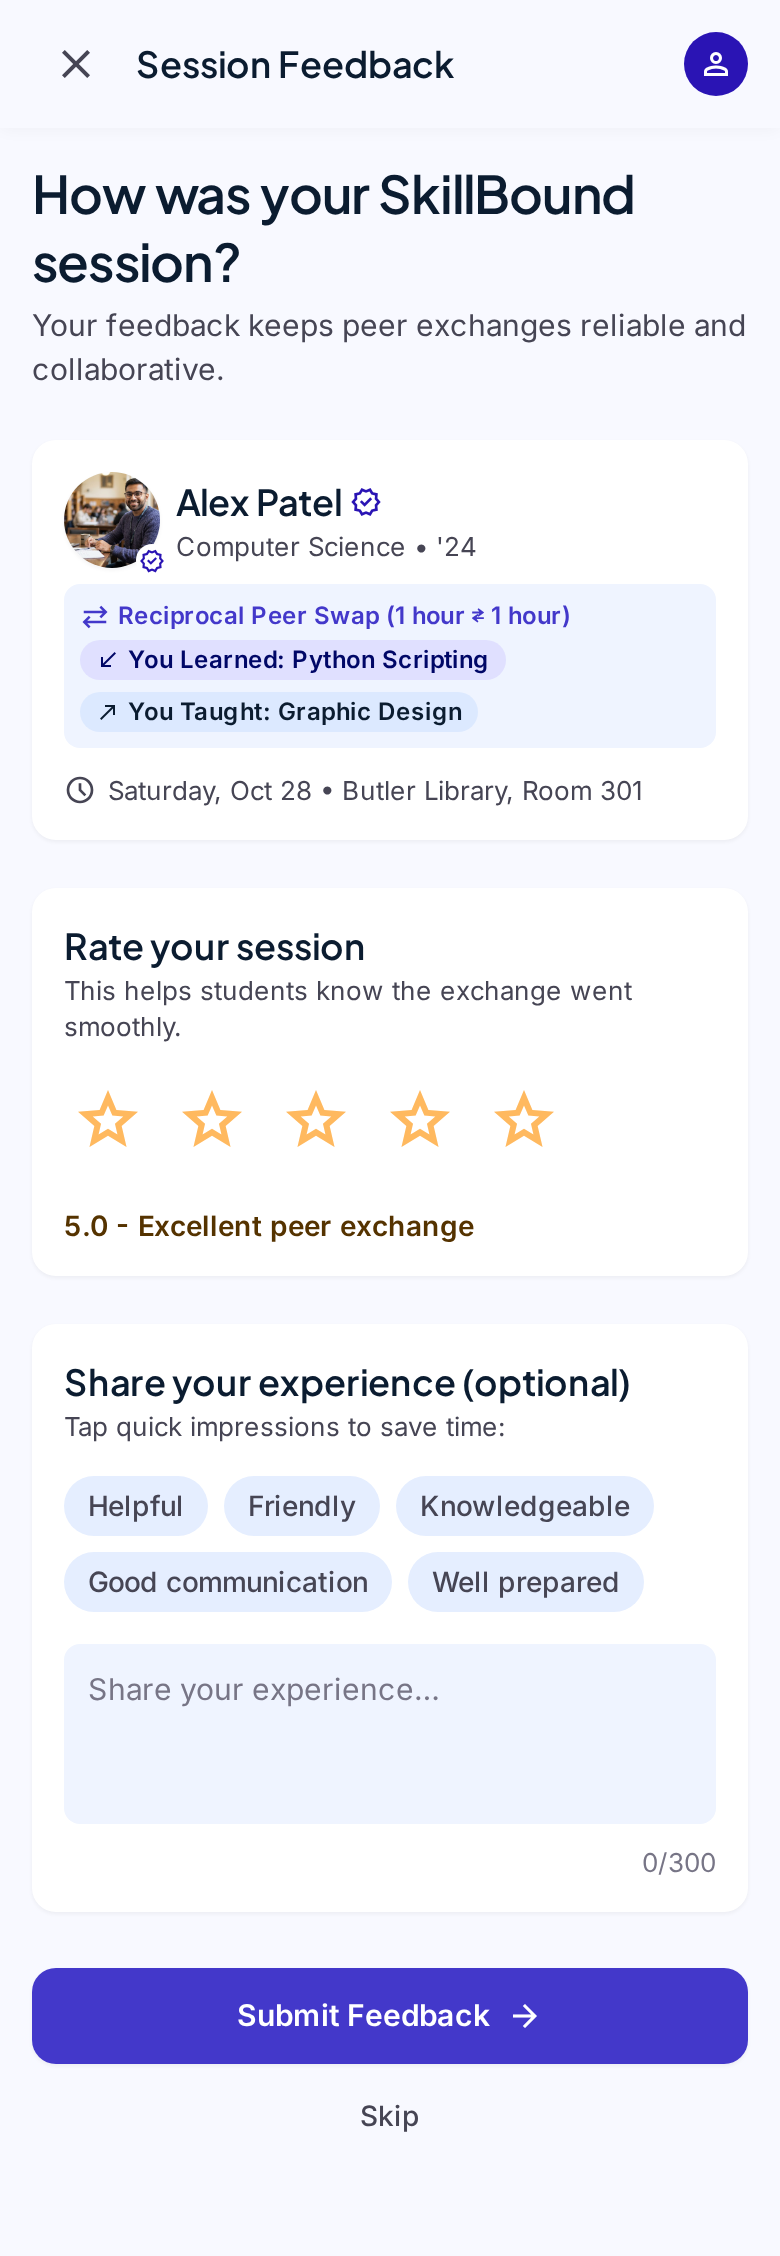 Session Feedback
How was your SkillBound
session?
Your feedback keeps peer exchanges reliable and
collaborative.
Alex Patel
Computer Science • '24
Reciprocal Peer Swap (1 hour ⇄ 1 hour)
You Learned: Python Scripting
You Taught: Graphic Design
Saturday, Oct 28 • Butler Library, Room 301
Rate your session
This helps students know the exchange went
smoothly.
5.0 - Excellent peer exchange
Share your experience (optional)
Tap quick impressions to save time:
Helpful Friendly Knowledgeable
Good communication Well prepared
Share your experience...
0/300
Submit Feedback →
Skip